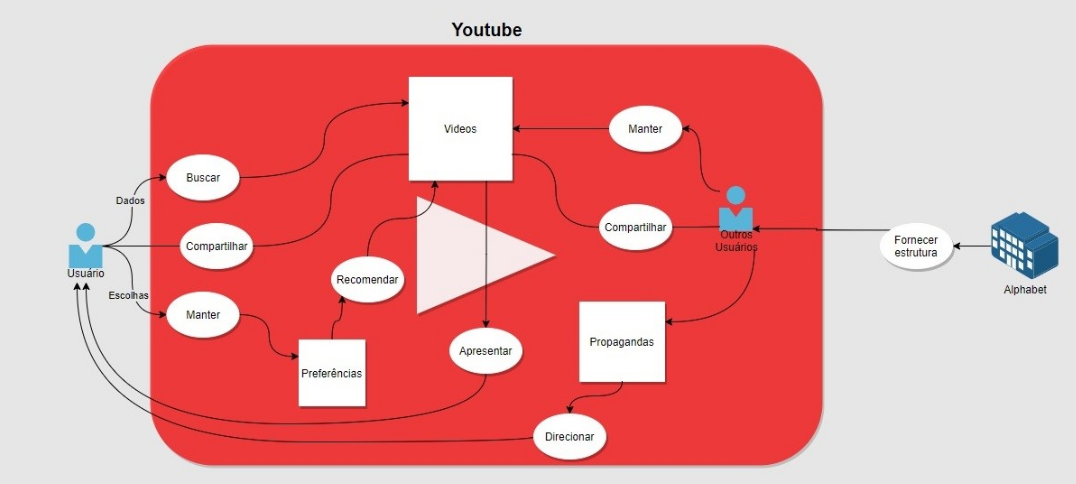 Youtube
Videos
Manter
Buscar
Dados
Compartilhar
Usuário
Compartilhar
Outros
Usuários
Fornecer
estrutura
Alphabet
Recomendar
Escolhas
Manter
Preferências
Apresentar
Propagandas
Direcionar